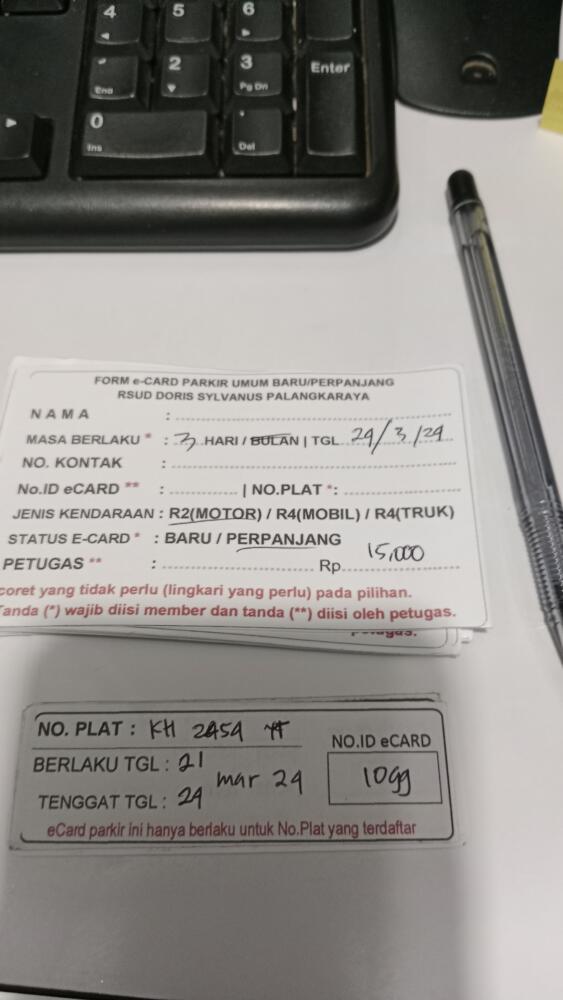 4 5 6
End 2 3 Enter
Pg Dn
0 .
Ins Del
FORM e-CARD PARKIR UMUM BARU/PERPANJANG
RSUD DORIS SYLVANUS PALANGKARAYA
NAMA :
MASA BERLAKU * : 3 HARI / BULAN | TGL 24/3/24
NO. KONTAK :
No.ID eCARD ** : | NO.PLAT *:
JENIS KENDARAAN : R2(MOTOR) / R4(MOBIL) / R4(TRUK)
STATUS E-CARD * : BARU / PERPANJANG
PETUGAS ** : Rp 15,000
coret yang tidak perlu (lingkari yang perlu) pada pilihan.
Tanda (*) wajib diisi member dan tanda (**) diisi oleh petugas.
petugas.
NO. PLAT : KH 2454
BERLAKU TGL : 21 mar 24
TENGGAT TGL : 24
NO.ID eCARD
1099
eCard parkir ini hanya berlaku untuk No.Plat yang terdaftar